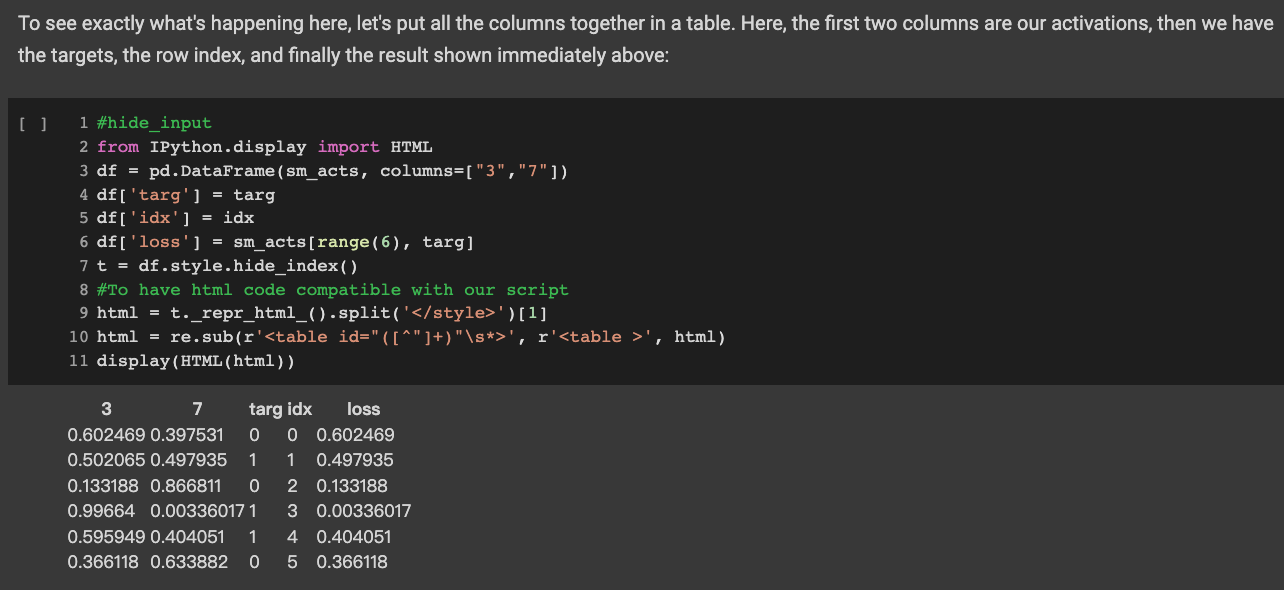 To see exactly what's happening here, let's put all the columns together in a table. Here, the first two columns are our activations, then we have
the targets, the row index, and finally the result shown immediately above:
[ ] 1 #hide_input
2 from IPython.display import HTML
3 df = pd.DataFrame(sm_acts, columns=["3","7"])
4 df['targ'] = targ
5 df['idx'] = idx
6 df['loss'] = sm_acts[range(6), targ]
7 t = df.style.hide_index()
8 #To have html code compatible with our script
9 html = t._repr_html_().split('</style>')[1]
10 html = re.sub(r'<table id="([^"]+)"\s*>', r'<table >', html)
11 display(HTML(html))
3 7 targ idx loss
0.602469 0.397531 0 0 0.602469
0.502065 0.497935 1 1 0.497935
0.133188 0.866811 0 2 0.133188
0.99664 0.00336017 1 3 0.00336017
0.595949 0.404051 1 4 0.404051
0.366118 0.633882 0 5 0.366118